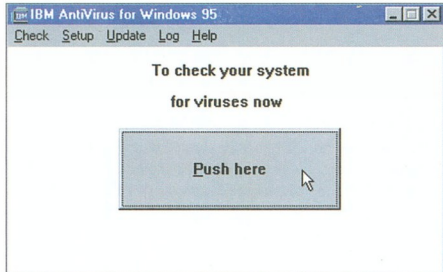 IBM AntiVirus for Windows 95
Check Setup Update Log Help
To check your system
for viruses now
Push here